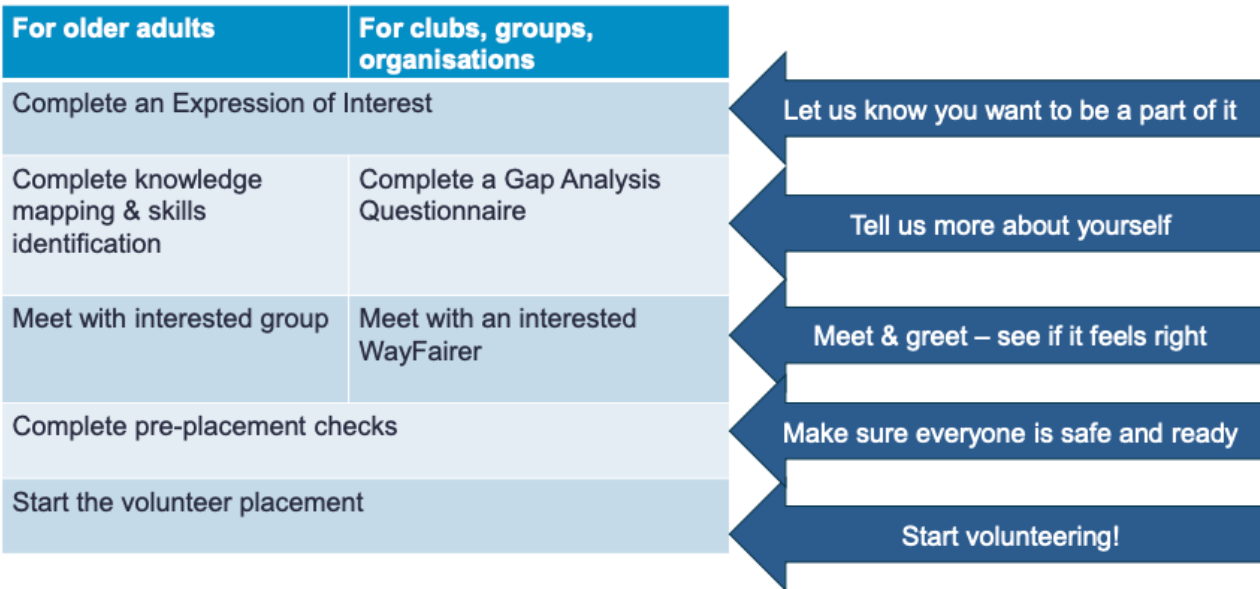 For older adults
For clubs, groups,
organisations
Complete an Expression of Interest
Let us know you want to be a part of it
Complete knowledge
mapping & skills
identification
Complete a Gap Analysis
Questionnaire
Tell us more about yourself
Meet with interested group
Meet with an interested
WayFairer
Meet & greet – see if it feels right
Complete pre-placement checks
Make sure everyone is safe and ready
Start the volunteer placement
Start volunteering!